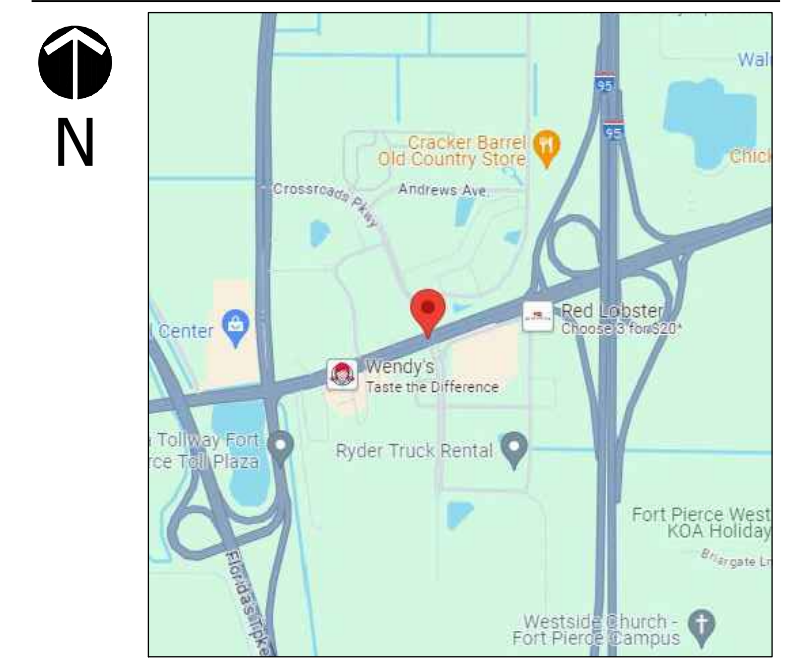 N
95
95
Wal
Cracker Barrel
Old Country Store
Chick
Crossroads Pkwy
Andrews Ave.
l Center
Red Lobster
Choose 3 for $20*
Wendy's
Taste the Difference
a Tollway Fort
rce Toll Plaza
Ryder Truck Rental
Fort Pierce West
KOA Holiday
Briargate Ln
Florida's Tpke
Westside Church -
Fort Pierce Campus